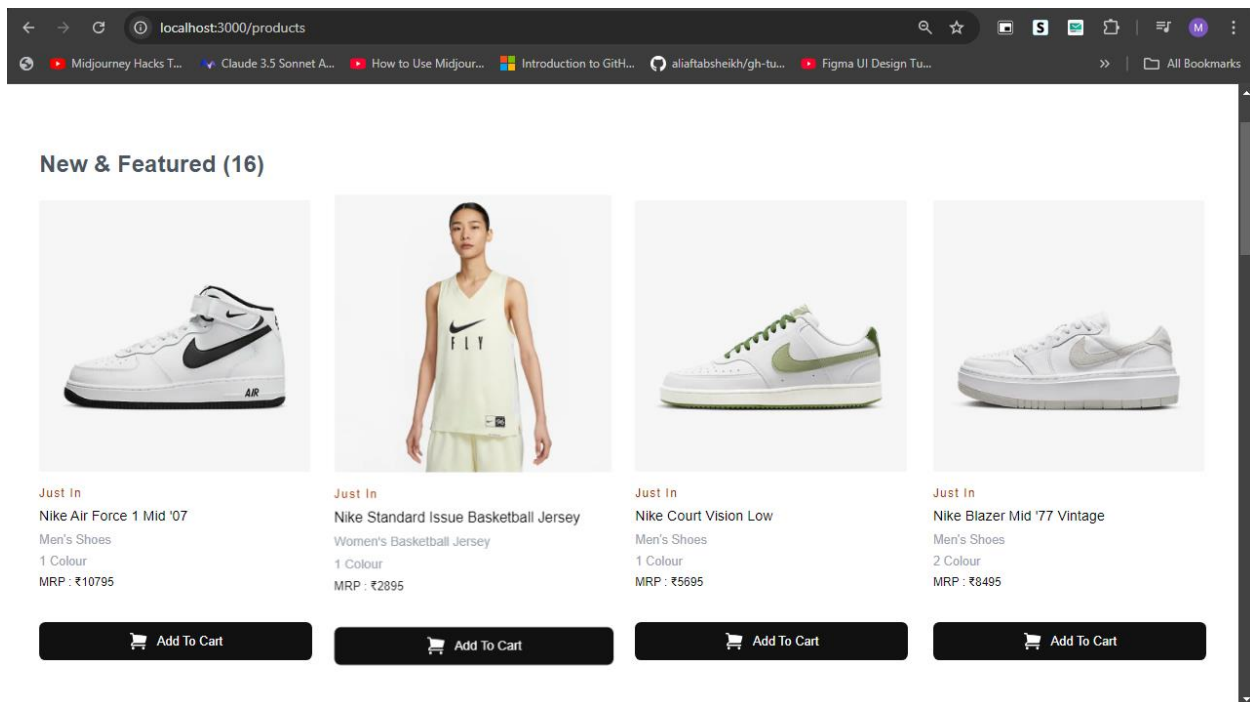 localhost:3000/products
Midjourney Hacks T...
Claude 3.5 Sonnet A...
How to Use Midjour...
Introduction to GitH...
aliaftabsheikh/gh-tu...
Figma UI Design Tu...
All Bookmarks
New & Featured (16)
AIR
FLY
96
Just In
Nike Air Force 1 Mid '07
Men's Shoes
1 Colour
MRP : ₹10795
Add To Cart
Just In
Nike Standard Issue Basketball Jersey
Women's Basketball Jersey
1 Colour
MRP : ₹2895
Add To Cart
Just In
Nike Court Vision Low
Men's Shoes
1 Colour
MRP : ₹5695
Add To Cart
Just In
Nike Blazer Mid '77 Vintage
Men's Shoes
2 Colour
MRP : ₹8495
Add To Cart